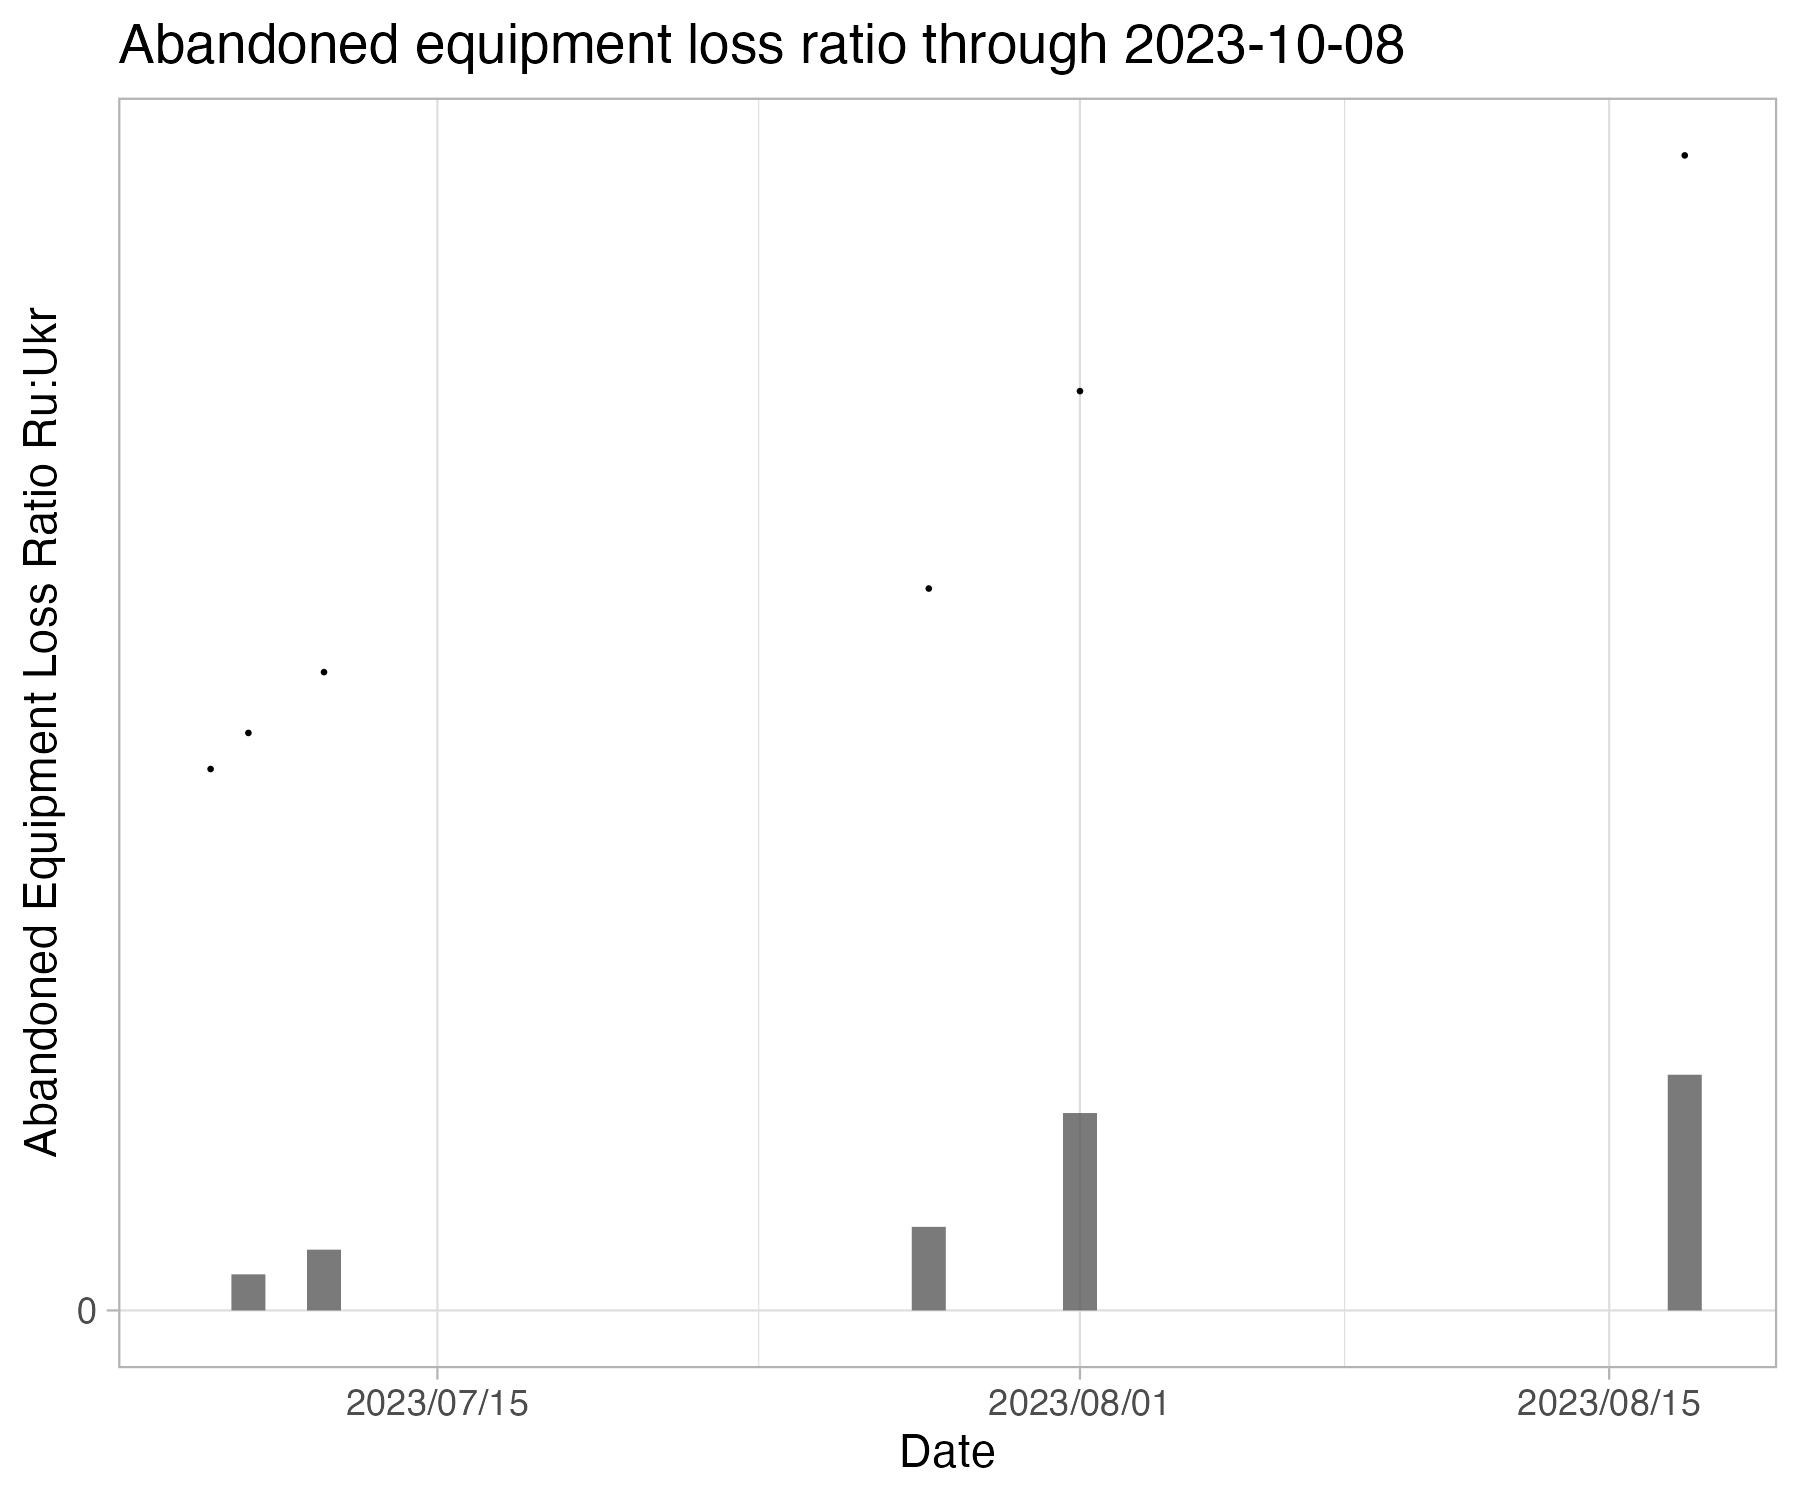 Abandoned equipment loss ratio through 2023-10-08
Abandoned Equipment Loss Ratio Ru:Ukr
0
2023/07/15
2023/08/01
2023/08/15
Date